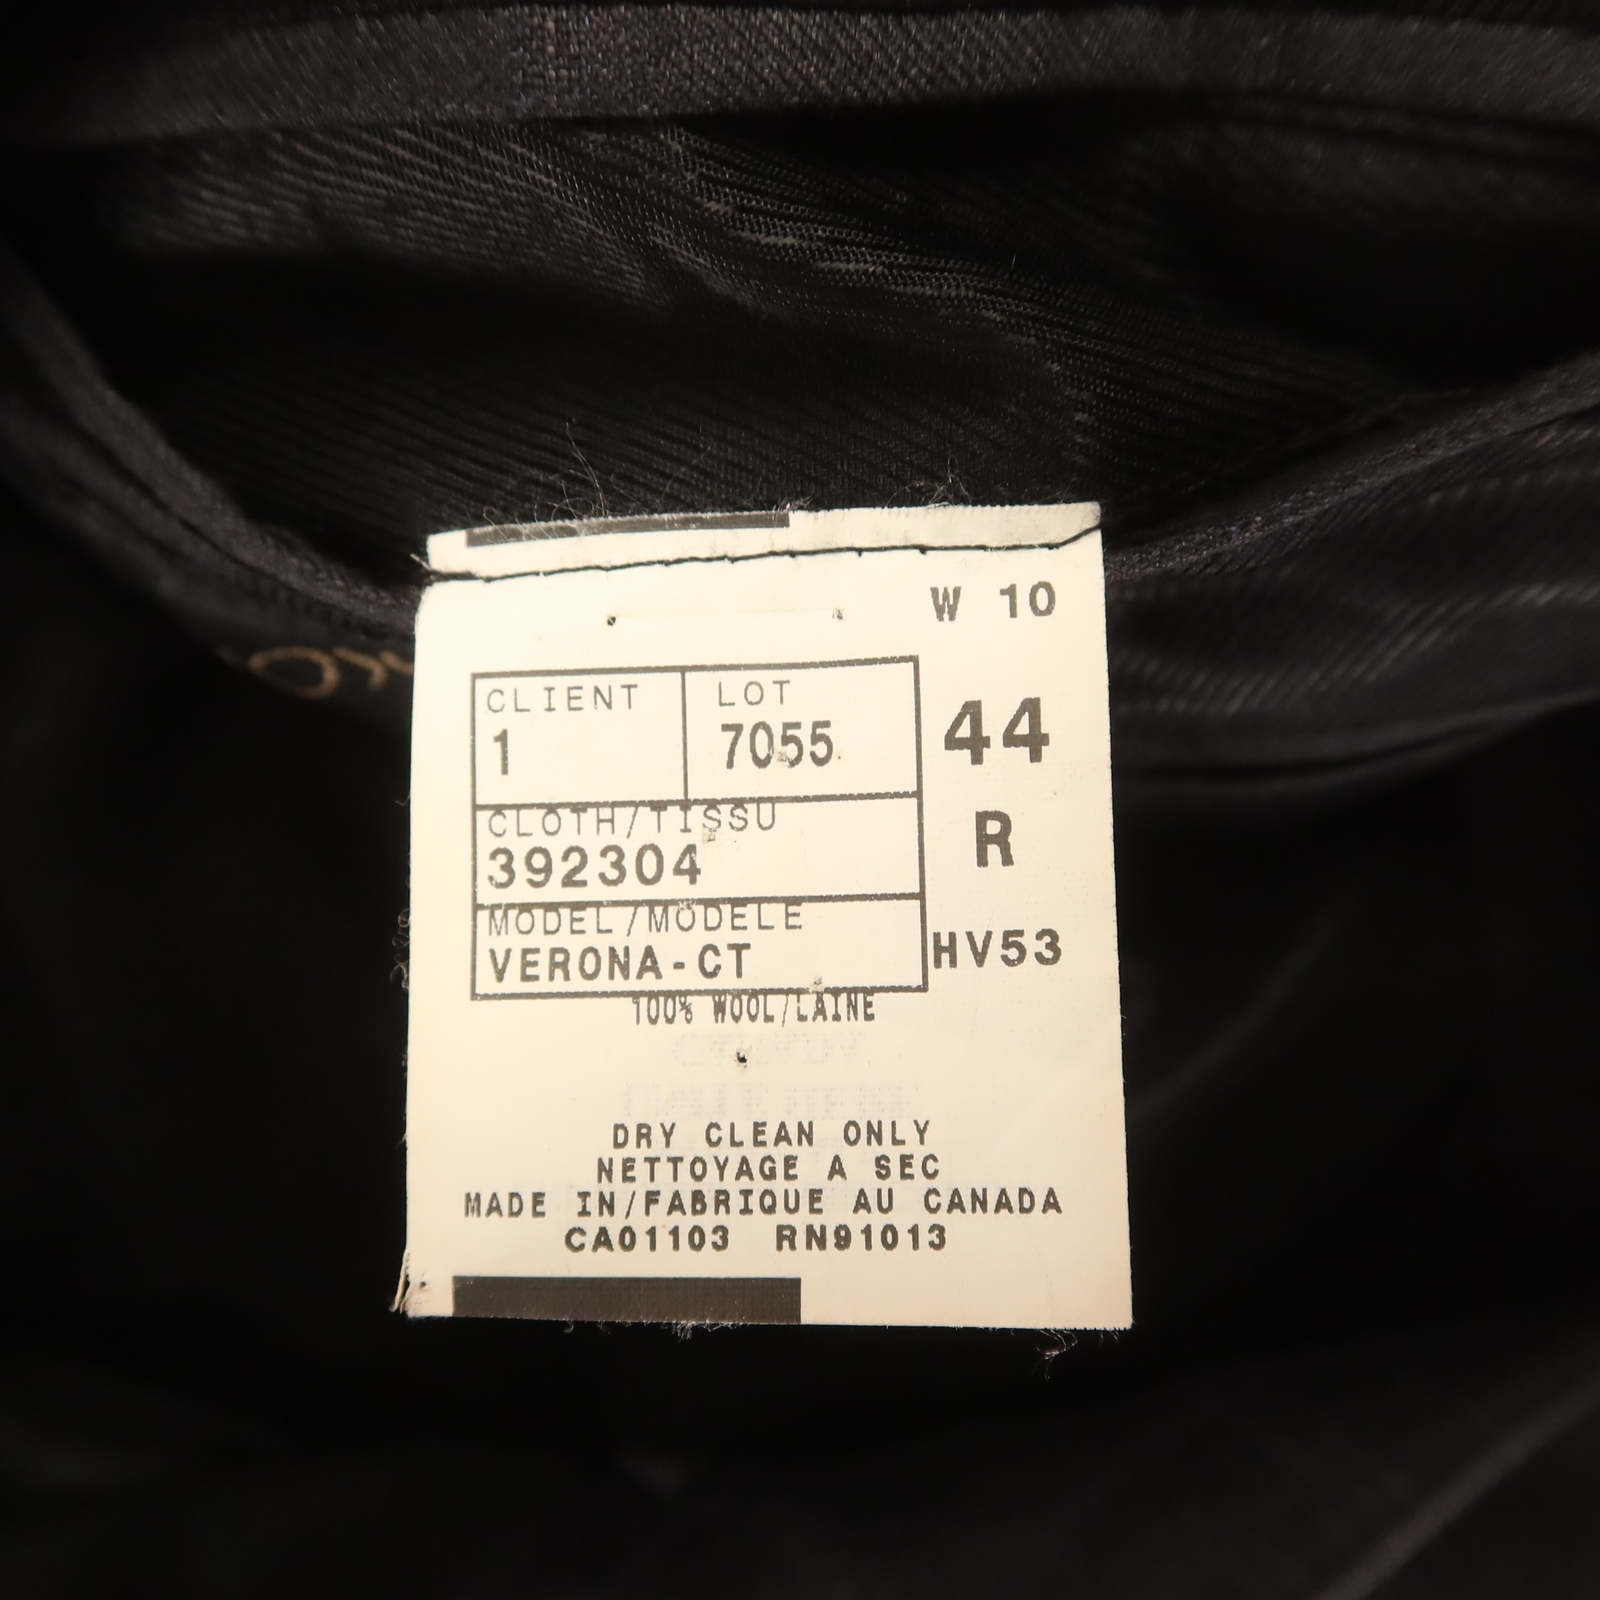 W 10
CLIENT LOT
1 7055 44
CLOTH/TISSU
392304 R
MODEL/MODELE
VERONA-CT HV53
100% WOOL/LAINE
DRY CLEAN ONLY
NETTOYAGE A SEC
MADE IN/FABRIQUE AU CANADA
CA01103 RN91013